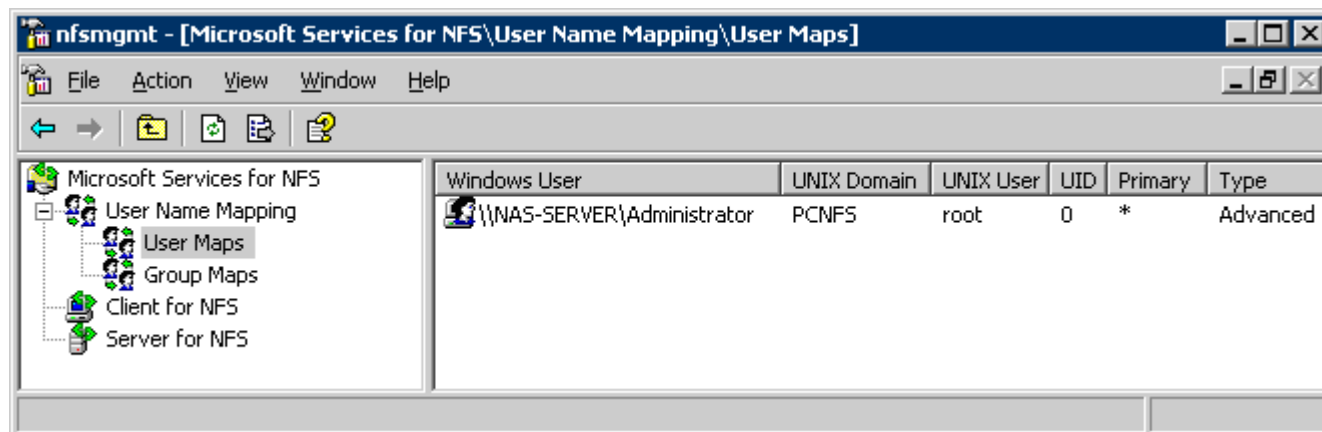 nfsmgmt - [Microsoft Services for NFS\User Name Mapping\User Maps]
File Action View Window Help
Microsoft Services for NFS
User Name Mapping
User Maps
Group Maps
Client for NFS
Server for NFS
Windows User UNIX Domain UNIX User UID Primary Type
\\NAS-SERVER\Administrator PCNFS root 0 * Advanced